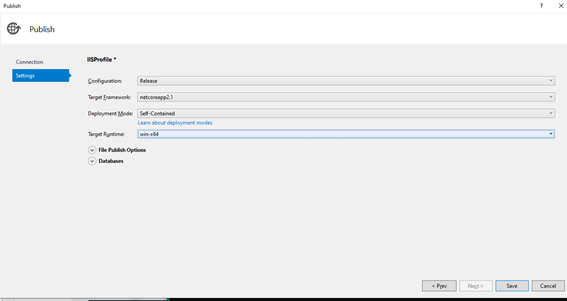 Publish
? ×
Publish
Connection
Settings
IISProfile *
Configuration: Release
Target Framework: netcoreapp2.1
Deployment Mode: Self-Contained
Learn about deployment modes
Target Runtime: win-x64
File Publish Options
Databases
< Prev Next > Save Cancel